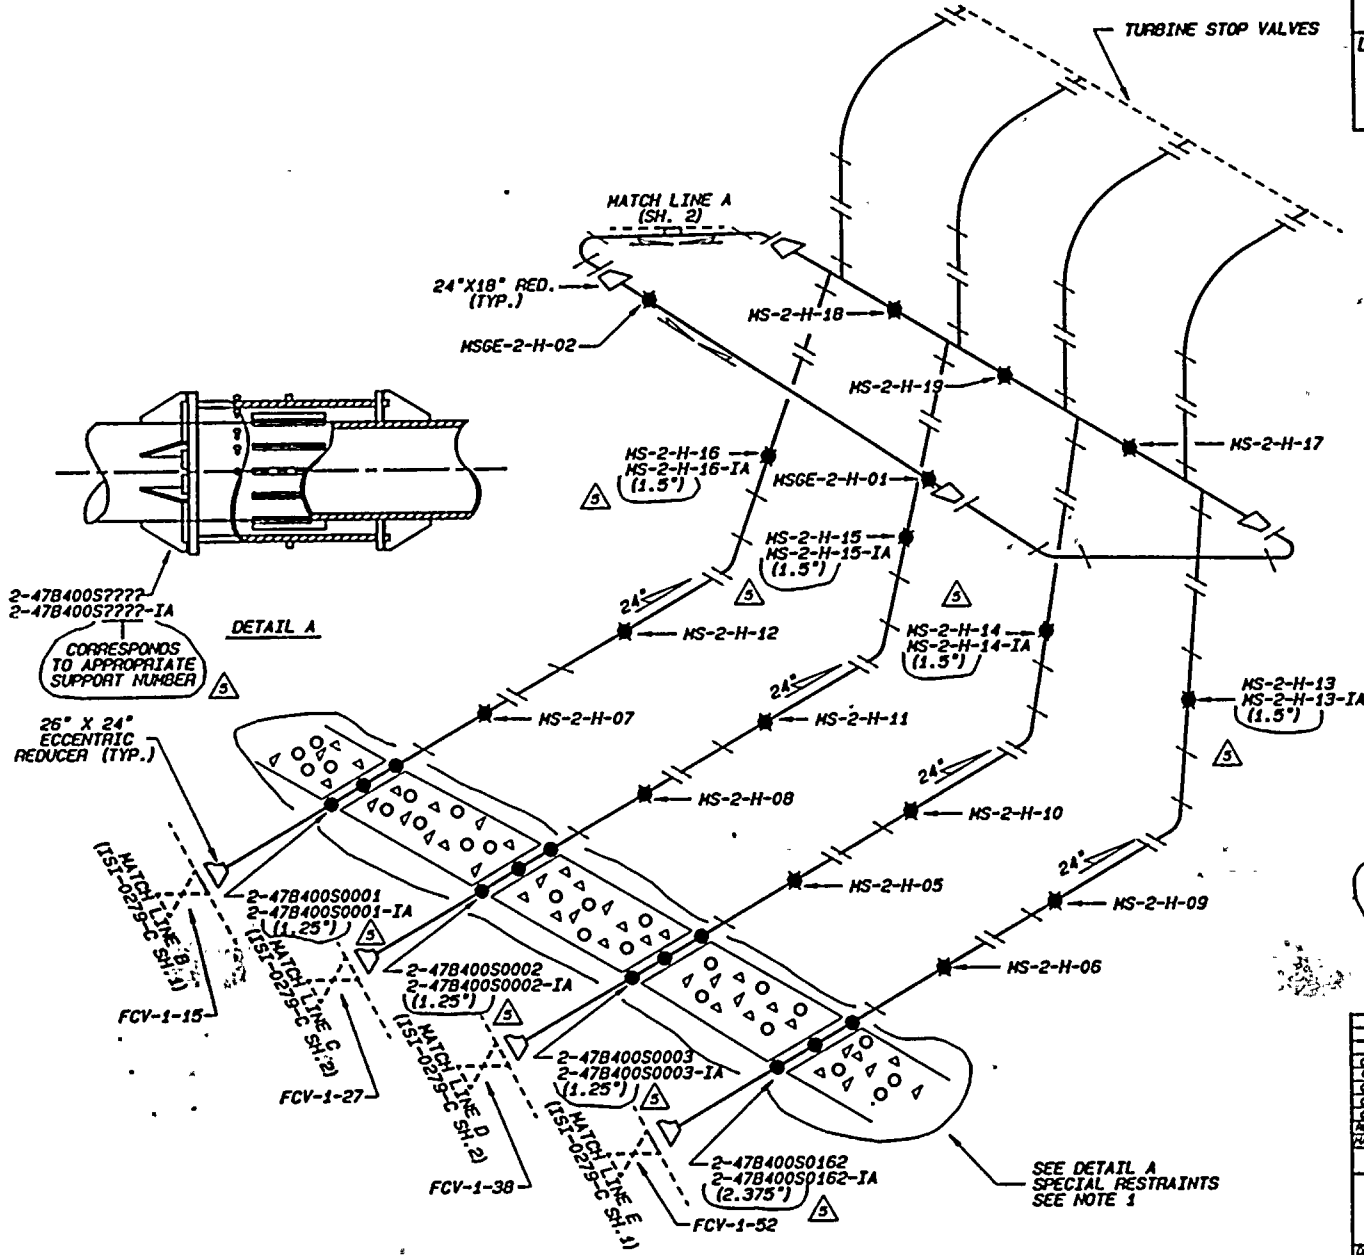 TURBINE STOP VALVES
MATCH LINE A
(SH. 2)
24"X18" RED.
(TYP.)
MSGE-2-H-02
MS-2-H-18
MS-2-H-19
MS-2-H-17
MS-2-H-16
MS-2-H-16-IA
(1.5")
5
MSGE-2-H-01
MS-2-H-15
MS-2-H-15-IA
(1.5")
5
5
MS-2-H-14
MS-2-H-14-IA
(1.5")
MS-2-H-13
MS-2-H-13-IA
(1.5")
5
2-47B400S????
2-47B400S????-IA
CORRESPONDS
TO APPROPRIATE
SUPPORT NUMBER
5
DETAIL A
24"
MS-2-H-12
24"
MS-2-H-07
MS-2-H-11
26" X 24"
ECCENTRIC
REDUCER (TYP.)
24"
MS-2-H-08
MS-2-H-10
24"
MS-2-H-05
MS-2-H-09
MS-2-H-06
MATCH LINE B
(ISI-0279-C SH.1)
2-47B400S0001
2-47B400S0001-IA
(1.25")
5
FCV-1-15
MATCH LINE C
(ISI-0279-C SH.2)
2-47B400S0002
2-47B400S0002-IA
(1.25")
5
FCV-1-27
MATCH LINE D
(ISI-0279-C SH.2)
2-47B400S0003
2-47B400S0003-IA
(1.25")
5
FCV-1-38
MATCH LINE E
(ISI-0279-C SH.1)
2-47B400S0162
2-47B400S0162-IA
(2.375")
5
FCV-1-52
SEE DETAIL A
SPECIAL RESTRAINTS
SEE NOTE 1